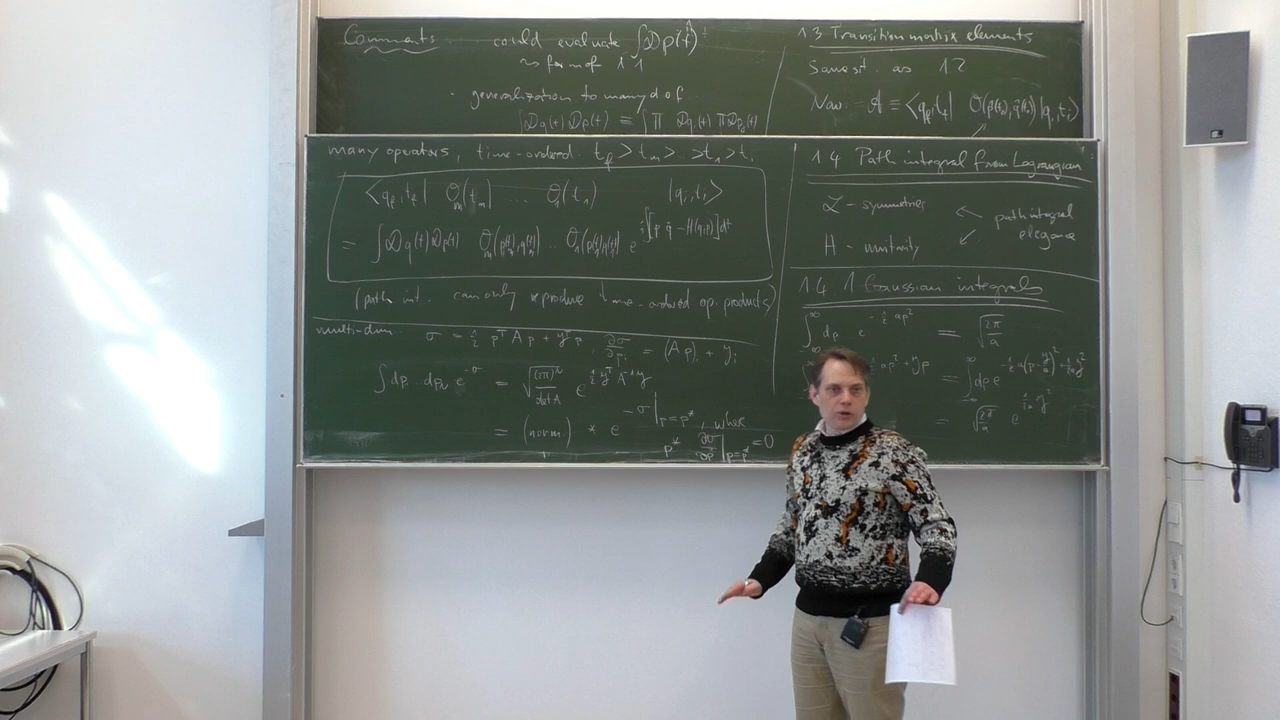 Comments. could evaluate ∫𝒟p(t)
→ form of 1.1
· generalization to many d.o.f.
∫𝒟q(t) 𝒟p(t) ≡ ∫ ∏ 𝒟q_i(t) ∏ 𝒟p_i(t)
1.3 Transition matrix elements
Same st. as 1.2
Now: A ≡ ⟨q_f, t_f| O(p(t), q(t)) |q_i, t_i⟩
many operators, time-ordered t_f > t_m > > t_1 > t_i
⟨q_f, t_f| O_m(t_m) ... O_1(t_1) |q_i, t_i⟩
= ∫𝒟q(t) 𝒟p(t) O_m(p(t_m), q(t_m)) .. O_1(p(t_1), q(t_1)) e^{i∫[p q̇ - H(q,p)]dt}
(path int. can only reproduce time-ordered op. products)
multi-dim σ = 1/2 p^T A p + y^T p, ∂σ/∂p_i = (A p)_i + y_i
∫dp_1 .. dp_N e^{-σ} = √((2π)^N / det A) e^{1/2 y^T A^{-1} y}
= (norm.) * e^{-σ|_{p=p*}}, where
p* ∂σ/∂p|_{p=p*} = 0
1.4 Path integral from Lagrangian
ℒ - symmetries
H - unitarity
path integral
elegance
1.4.1 Gaussian integrals
∫_{-∞}^{∞} dp e^{-1/2 ap²} = √(2π/a)
ap² + yp = ∫_{-∞}^{∞} dp e^{-1/2 a(p - y/a)² + 1/2a y²}
= √(2π/a) e^{1/2a y²}